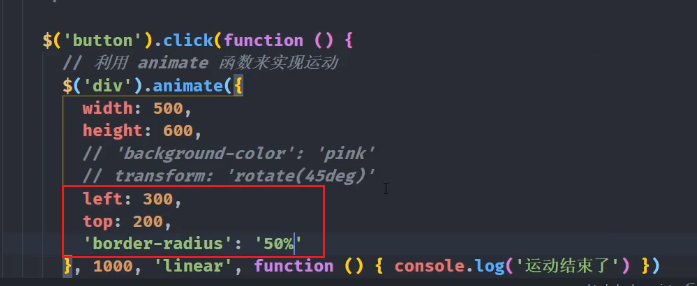 $('button').click(function () {
// 利用 animate 函数来实现运动
$('div').animate({
width: 500,
height: 600,
// 'background-color': 'pink'
// transform: 'rotate(45deg)'
left: 300,
top: 200,
'border-radius': '50%'
}, 1000, 'linear', function () { console.log('运动结束了') })